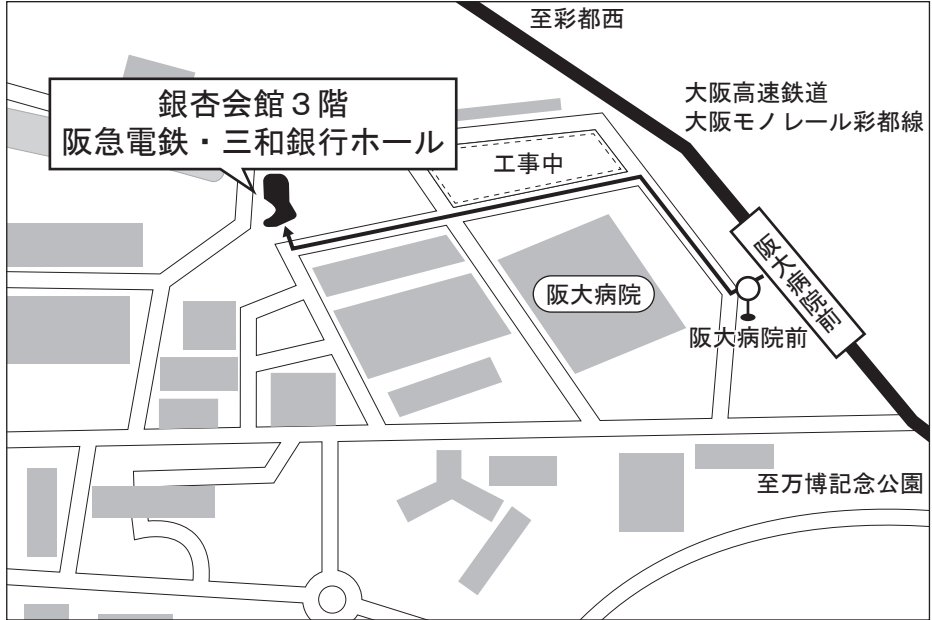 至彩都西
大阪高速鉄道
大阪モノレール彩都線
銀杏会館３階
阪急電鉄・三和銀行ホール
工事中
阪大病院
阪大病院前
阪大病院前
至万博記念公園